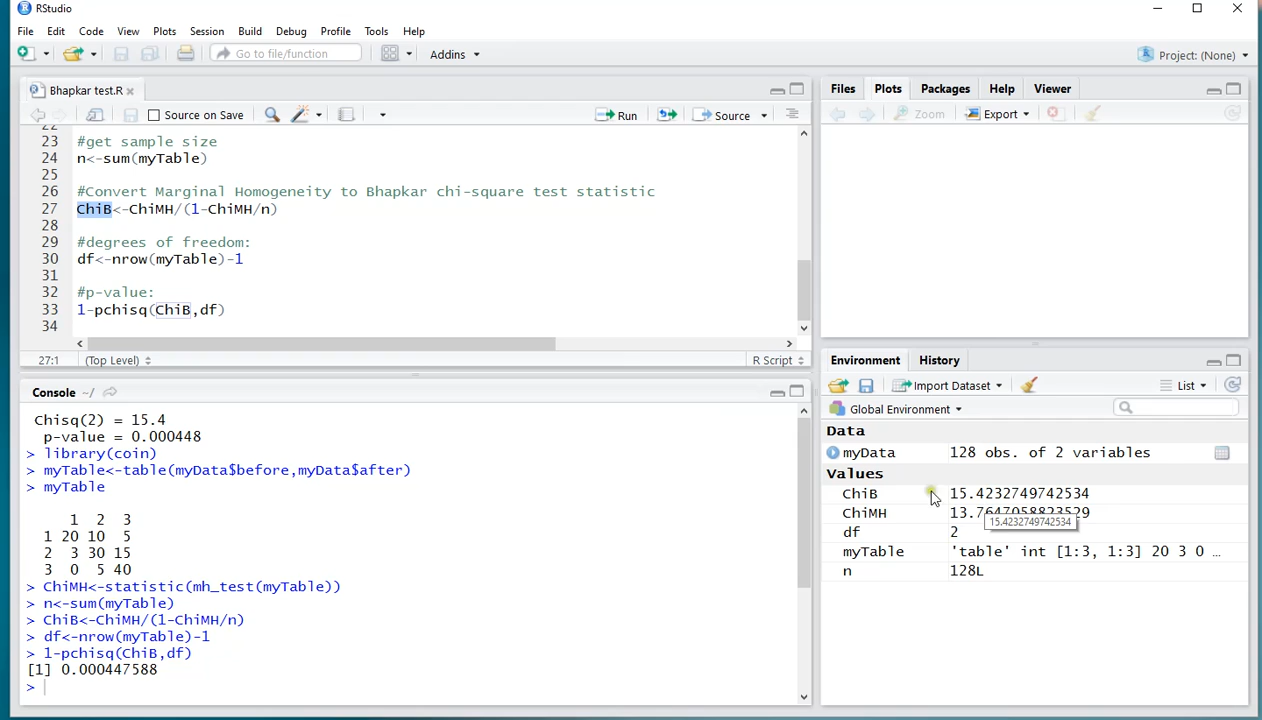 RStudio
File Edit Code View Plots Session Build Debug Profile Tools Help
Go to file/function Addins Project: (None)
Bhapkar test.R
Source on Save Run Source
22
23 #get sample size
24 n<-sum(myTable)
25
26 #Convert Marginal Homogeneity to Bhapkar chi-square test statistic
27 ChiB<-ChiMH/(1-ChiMH/n)
28
29 #degrees of freedom:
30 df<-nrow(myTable)-1
31
32 #p-value:
33 1-pchisq(ChiB,df)
34
27:1 (Top Level) R Script
Console ~/
Chisq(2) = 15.4
p-value = 0.000448
> library(coin)
> myTable<-table(myData$before,myData$after)
> myTable
1 2 3
1 20 10 5
2 3 30 15
3 0 5 40
> ChiMH<-statistic(mh_test(myTable))
> n<-sum(myTable)
> ChiB<-ChiMH/(1-ChiMH/n)
> df<-nrow(myTable)-1
> 1-pchisq(ChiB,df)
[1] 0.000447588
>
Files Plots Packages Help Viewer
Zoom Export
Environment History
Import Dataset List
Global Environment
Data
myData 128 obs. of 2 variables
Values
ChiB 15.4232749742534
ChiMH 13.7647058823529
15.4232749742534
df 2
myTable 'table' int [1:3, 1:3] 20 3 0 …
n 128L